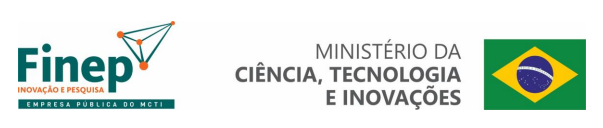 Finep
INOVAÇÃO E PESQUISA
EMPRESA PÚBLICA DO MCTI
MINISTÉRIO DA
CIÊNCIA, TECNOLOGIA
E INOVAÇÕES